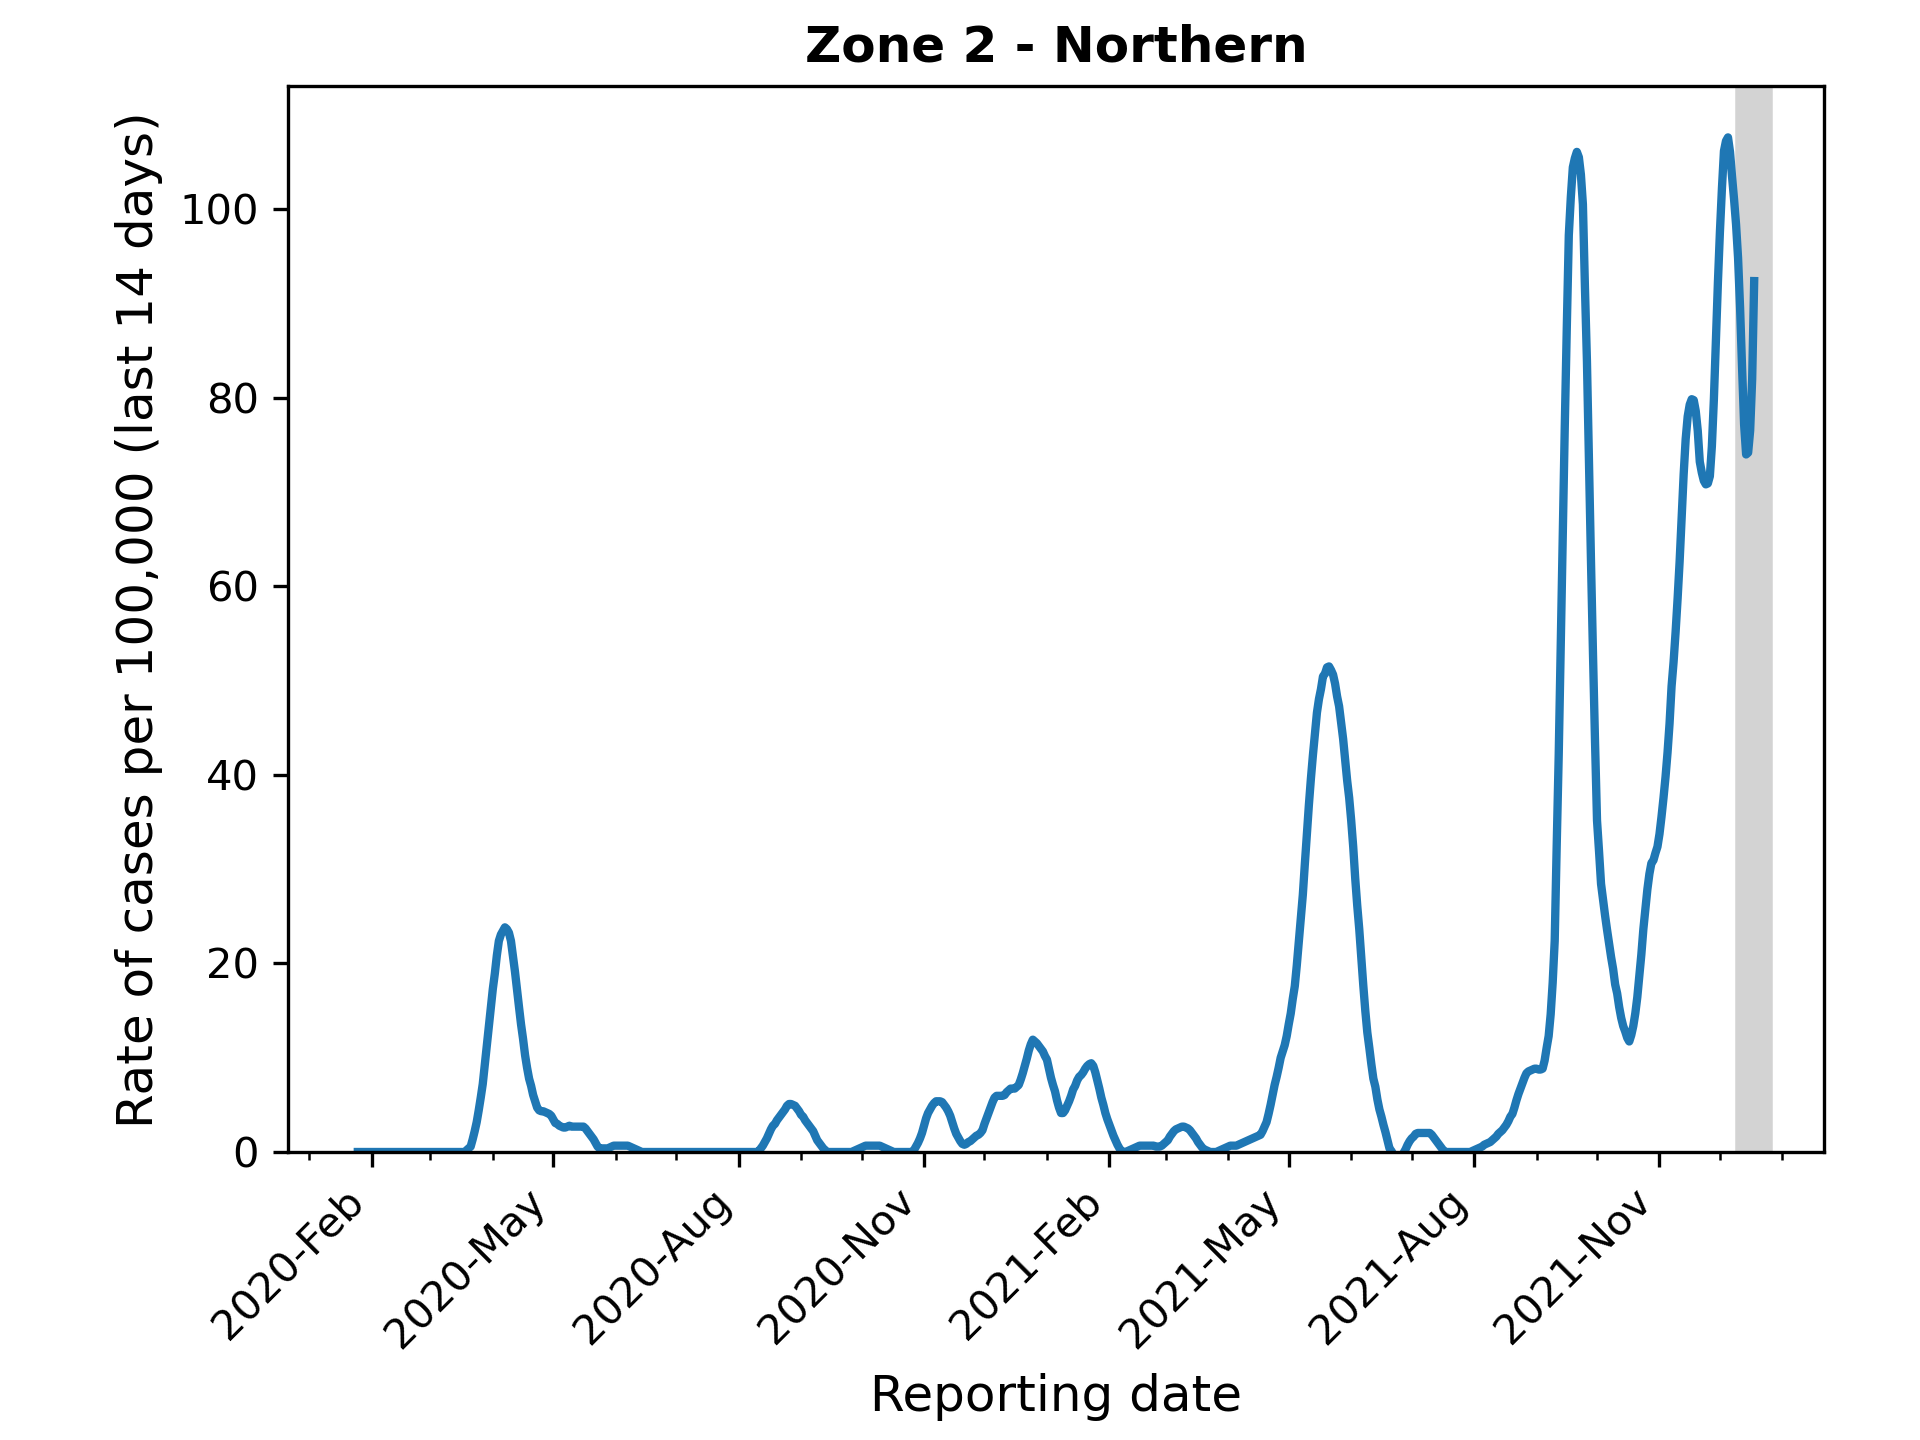 Zone 2 - Northern
Rate of cases per 100,000 (last 14 days)
100
80
60
40
20
0
2020-Feb
2020-May
2020-Aug
2020-Nov
2021-Feb
2021-May
2021-Aug
2021-Nov
Reporting date